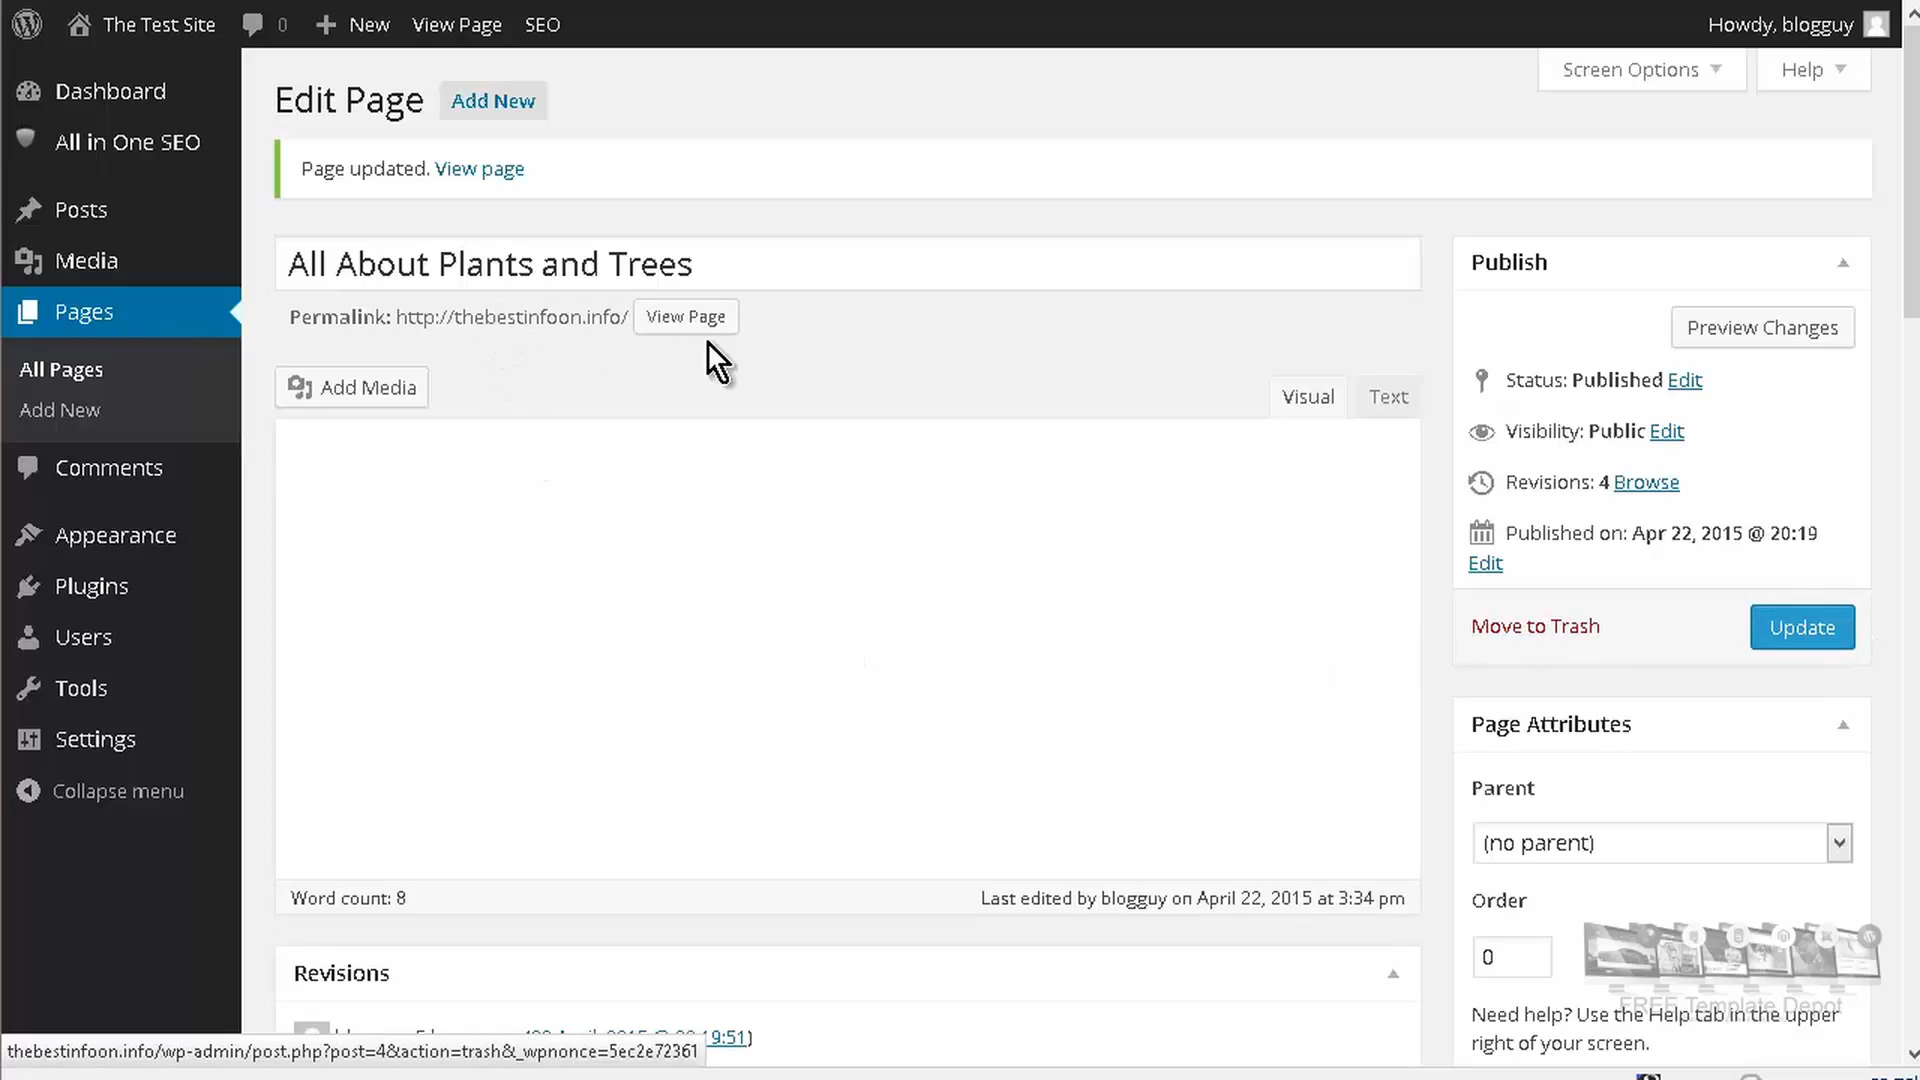 The Test Site 0 New View Page SEO Howdy, blogguy
Screen Options Help
Dashboard
All in One SEO
Posts
Media
Pages
All Pages
Add New
Comments
Appearance
Plugins
Users
Tools
Settings
Collapse menu
Edit Page Add New
Page updated. View page
All About Plants and Trees
Permalink: http://thebestinfoon.info/ View Page
Add Media
Visual Text
Word count: 8 Last edited by blogguy on April 22, 2015 at 3:34 pm
Revisions
19:51)
Publish
Preview Changes
Status: Published Edit
Visibility: Public Edit
Revisions: 4 Browse
Published on: Apr 22, 2015 @ 20:19
Edit
Move to Trash Update
Page Attributes
Parent
(no parent)
Order
0
FREE Template Depot
Need help? Use the Help tab in the upper
right of your screen.
thebestinfoon.info/wp-admin/post.php?post=4&action=trash&_wpnonce=5ec2e72361